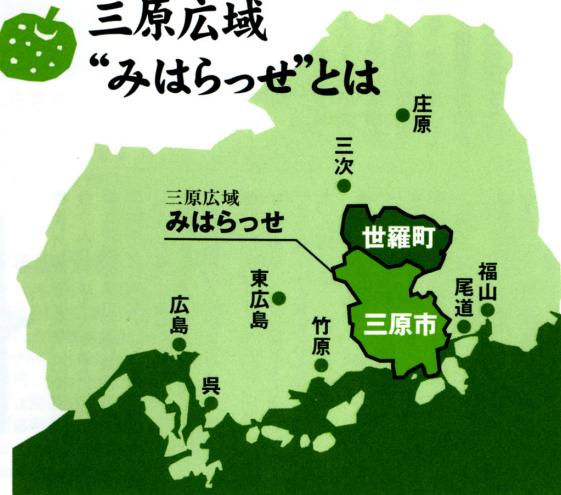 三原広域
“みはらっせ”とは
庄原
三次
三原広域
みはらっせ
世羅町
東広島
広島
福山
尾道
三原市
竹原
呉